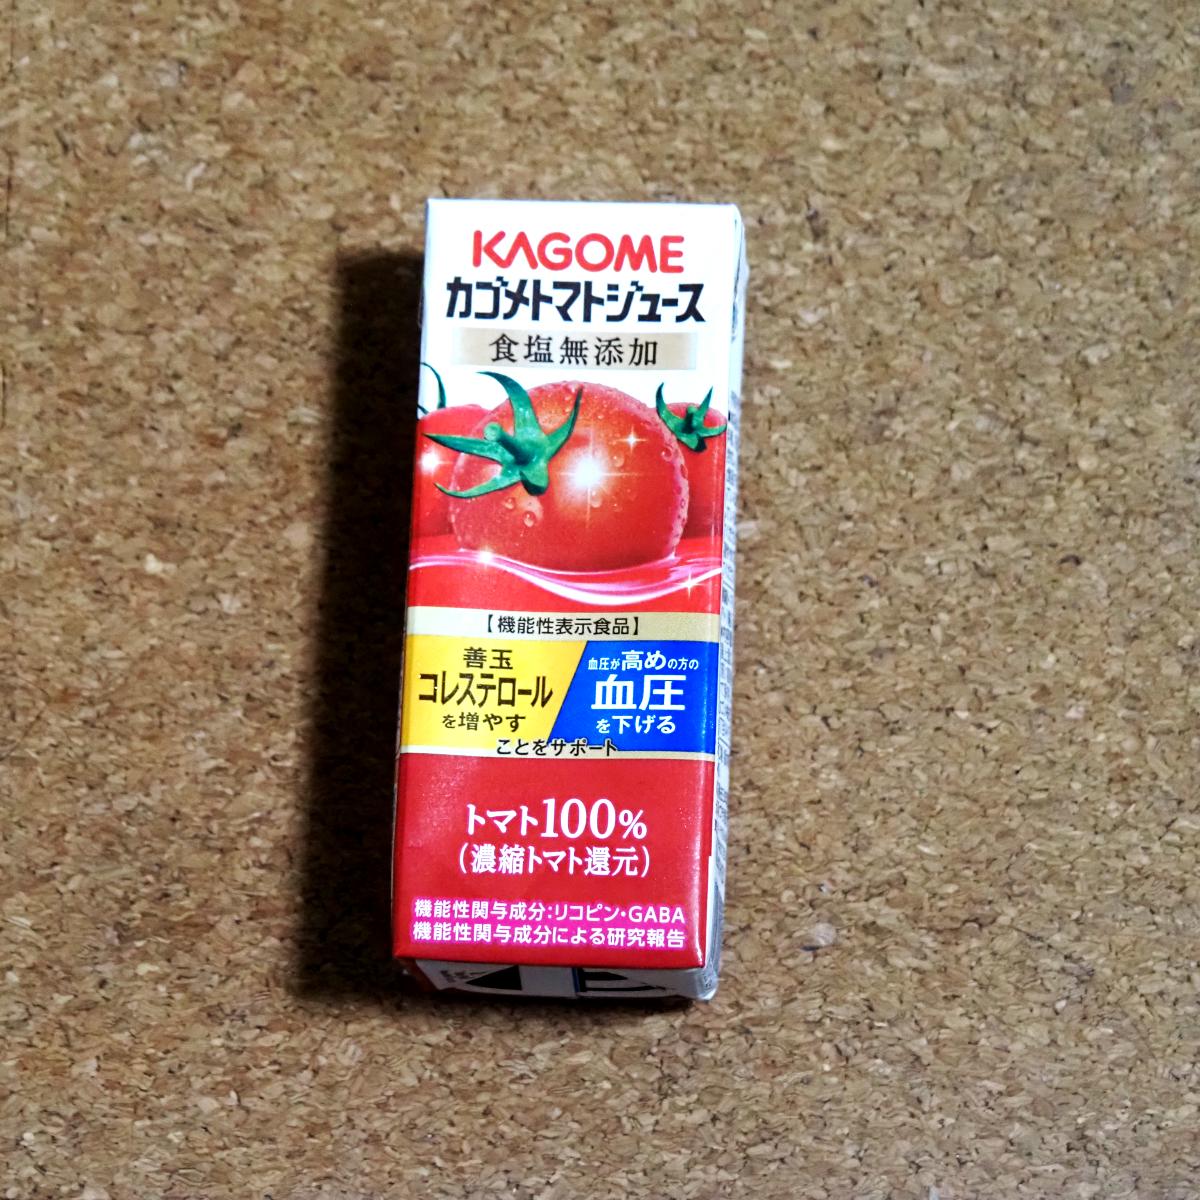 KAGOME
カゴメトマトジュース
食塩無添加
【機能性表示食品】
善玉
コレステロール
を増やす
血圧が高めの方の
血圧
を下げる
ことをサポート
トマト100%
(濃縮トマト還元)
機能性関与成分:リコピン・GABA
機能性関与成分による研究報告